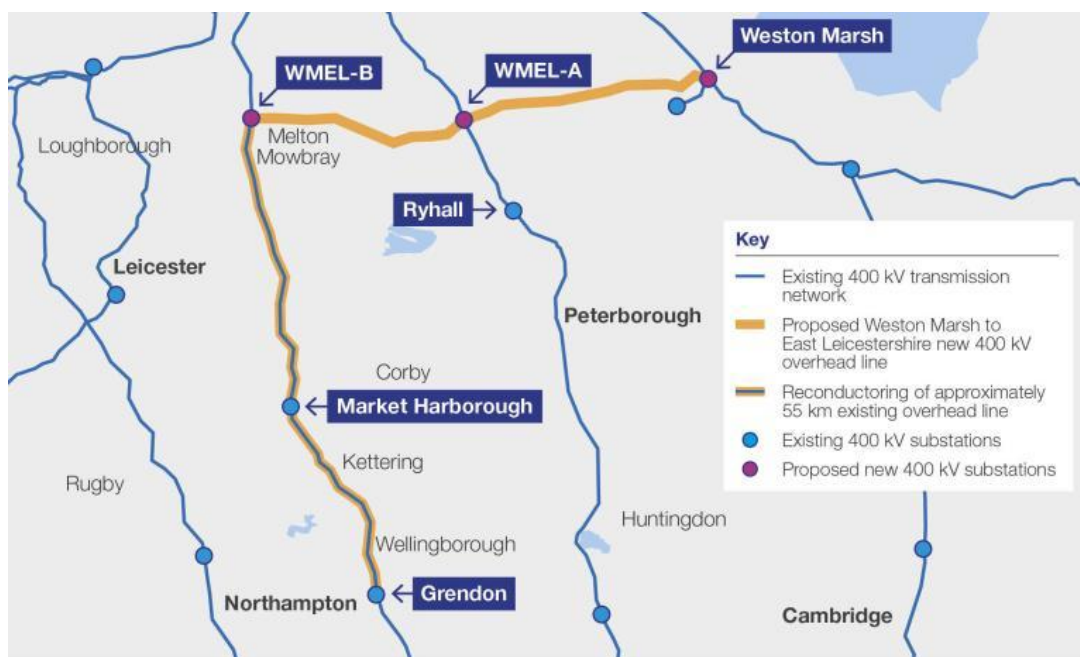 Weston Marsh
WMEL-B
WMEL-A
Loughborough
Melton
Mowbray
Ryhall
Leicester
Peterborough
Corby
Market Harborough
Kettering
Rugby
Huntingdon
Wellingborough
Northampton
Grendon
Cambridge
Key
Existing 400 kV transmission
network
Proposed Weston Marsh to
East Leicestershire new 400 kV
overhead line
Reconductoring of approximately
55 km existing overhead line
Existing 400 kV substations
Proposed new 400 kV substations